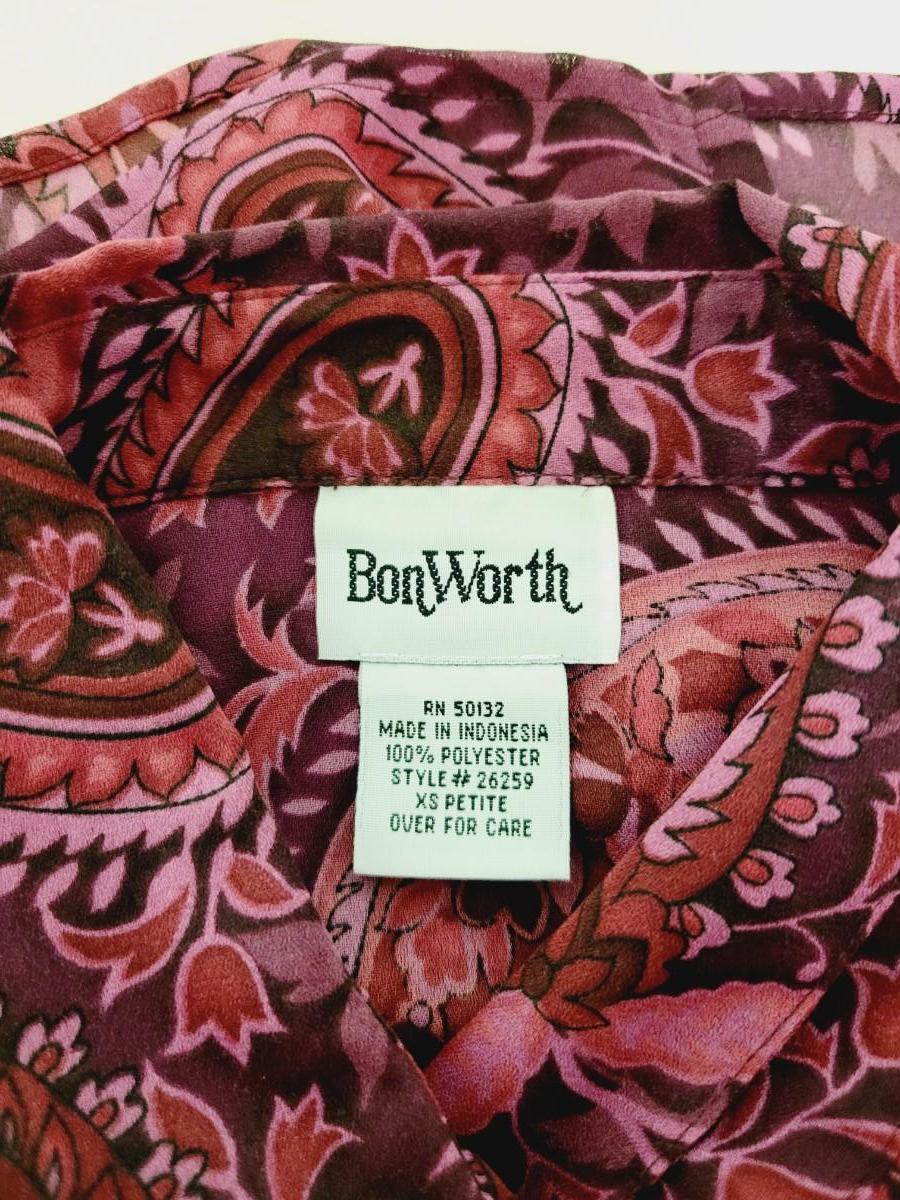 BonWorth
RN 50132
MADE IN INDONESIA
100% POLYESTER
STYLE# 26259
XS PETITE
OVER FOR CARE